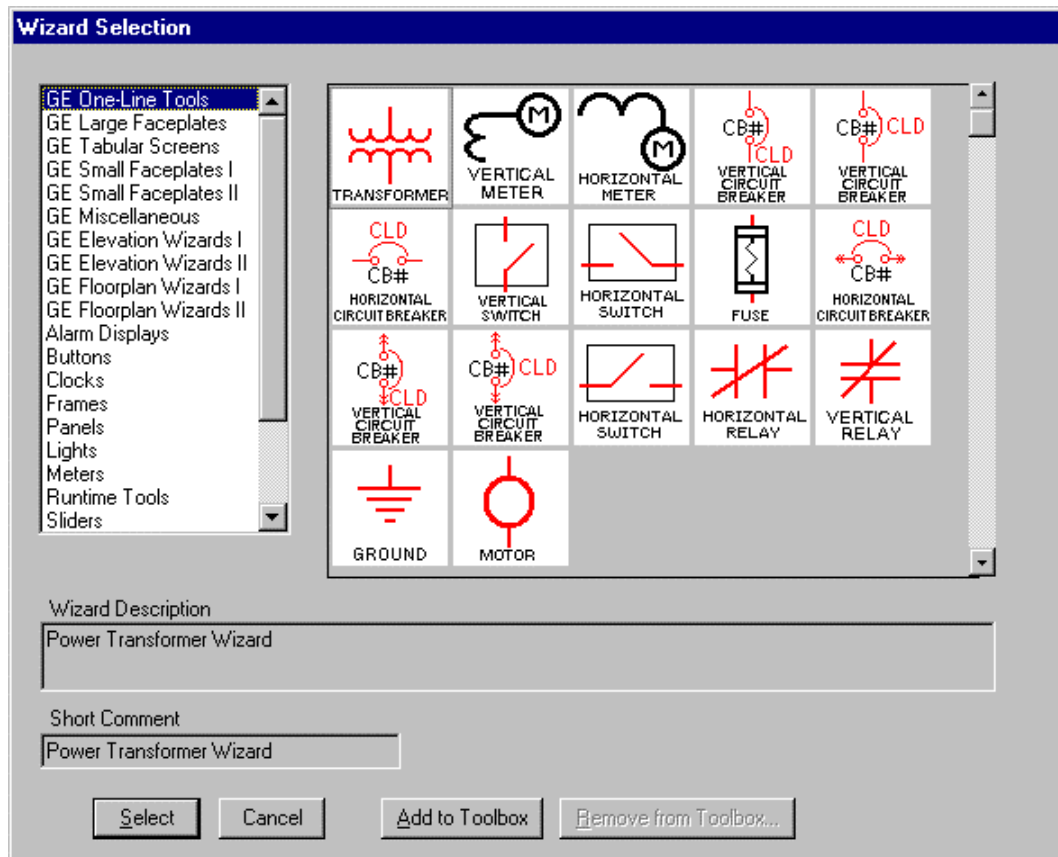 Wizard Selection
GE One-Line Tools
GE Large Faceplates
GE Tabular Screens
GE Small Faceplates I
GE Small Faceplates II
GE Miscellaneous
GE Elevation Wizards I
GE Elevation Wizards II
GE Floorplan Wizards I
GE Floorplan Wizards II
Alarm Displays
Buttons
Clocks
Frames
Panels
Lights
Meters
Runtime Tools
Sliders
TRANSFORMER
M
VERTICAL
METER
M
HORIZONTAL
METER
CB#
CLD
VERTICAL
CIRCUIT
BREAKER
CB# CLD
VERTICAL
CIRCUIT
BREAKER
CLD
CB#
HORIZONTAL
CIRCUIT BREAKER
VERTICAL
SWITCH
HORIZONTAL
SWITCH
FUSE
CLD
CB#
HORIZONTAL
CIRCUIT BREAKER
CB#
CLD
VERTICAL
CIRCUIT
BREAKER
CB# CLD
VERTICAL
CIRCUIT
BREAKER
HORIZONTAL
SWITCH
HORIZONTAL
RELAY
VERTICAL
RELAY
GROUND
MOTOR
Wizard Description
Power Transformer Wizard
Short Comment
Power Transformer Wizard
Select
Cancel
Add to Toolbox
Remove from Toolbox...